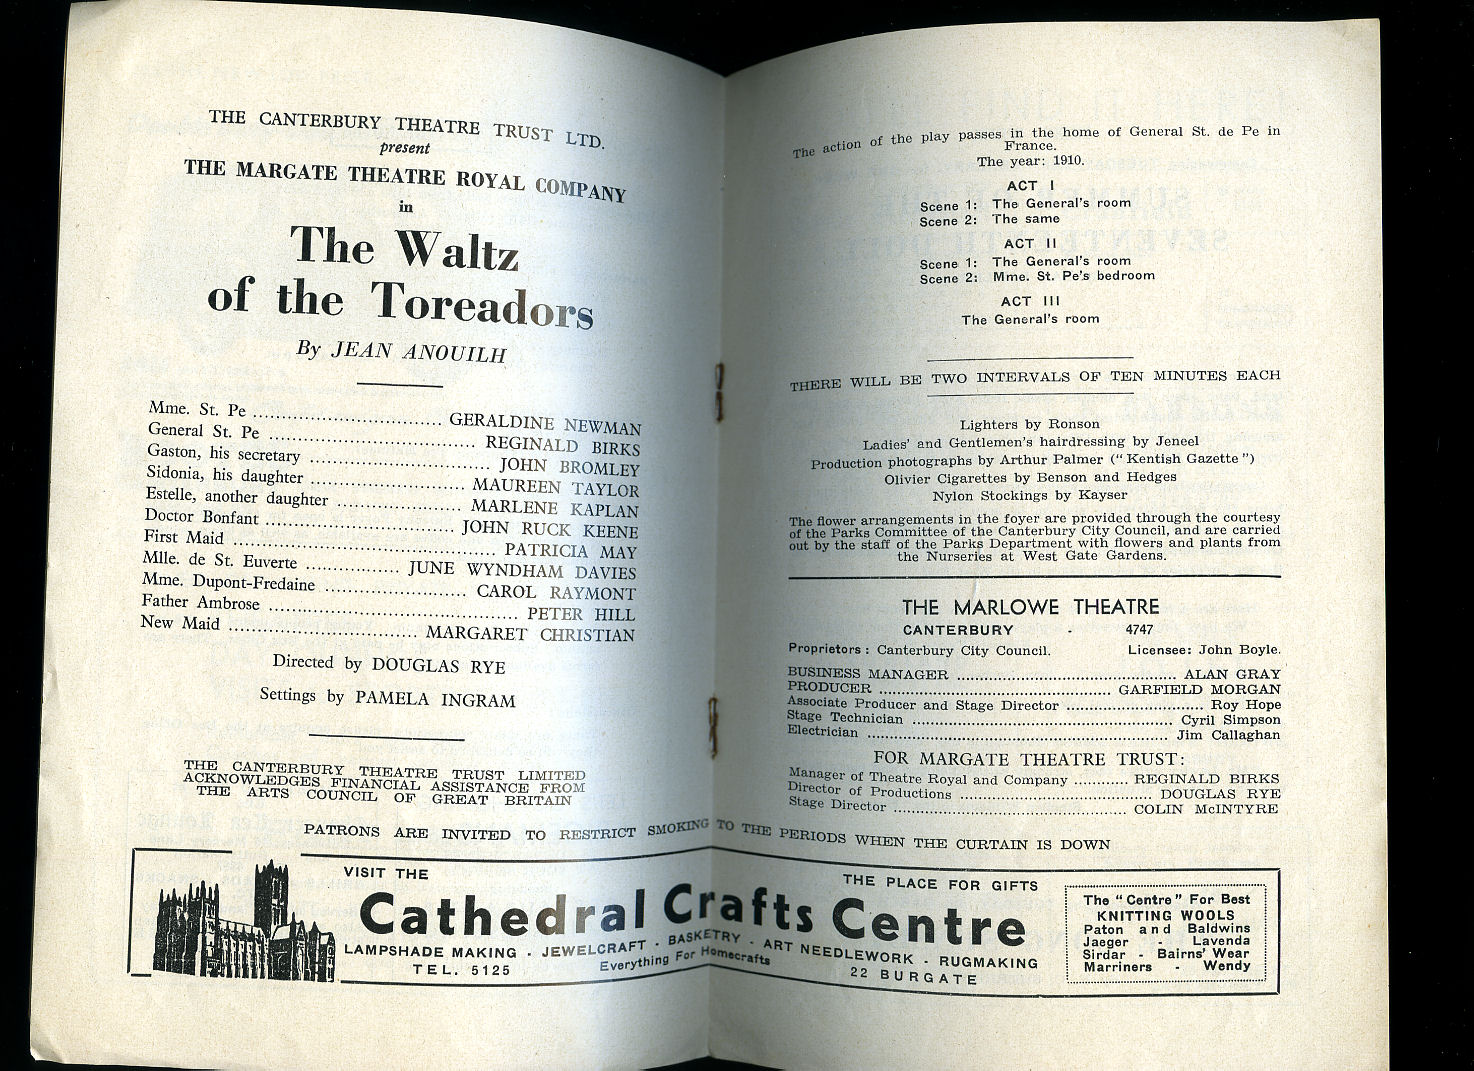 THE CANTERBURY THEATRE TRUST LTD.
present
THE MARGATE THEATRE ROYAL COMPANY
in
The Waltz
of the Toreadors
By JEAN ANOUILH
Mme. St. Pe ........................................ GERALDINE NEWMAN
General St. Pe ............................................ REGINALD BIRKS
Gaston, his secretary ...................................... JOHN BROMLEY
Sidonia, his daughter ................................. MAUREEN TAYLOR
Estelle, another daughter .......................... MARLENE KAPLAN
Doctor Bonfant ........................................ JOHN RUCK KEENE
First Maid ........................................................ PATRICIA MAY
Mlle. de St. Euverte .................... JUNE WYNDHAM DAVIES
Mme. Dupont-Fredaine .............................. CAROL RAYMONT
Father Ambrose ..................................................... PETER HILL
New Maid ........................................ MARGARET CHRISTIAN
Directed by DOUGLAS RYE
Settings by PAMELA INGRAM
THE CANTERBURY THEATRE TRUST LIMITED
ACKNOWLEDGES FINANCIAL ASSISTANCE FROM
THE ARTS COUNCIL OF GREAT BRITAIN
The action of the play passes in the home of General St. de Pe in
France.
The year: 1910.
ACT I
Scene 1: The General's room
Scene 2: The same
ACT II
Scene 1: The General's room
Scene 2: Mme. St. Pe's bedroom
ACT III
The General's room
THERE WILL BE TWO INTERVALS OF TEN MINUTES EACH
Lighters by Ronson
Ladies' and Gentlemen's hairdressing by Jeneel
Production photographs by Arthur Palmer ("Kentish Gazette")
Olivier Cigarettes by Benson and Hedges
Nylon Stockings by Kayser
The flower arrangements in the foyer are provided through the courtesy
of the Parks Committee of the Canterbury City Council, and are carried
out by the staff of the Parks Department with flowers and plants from
the Nurseries at West Gate Gardens.
THE MARLOWE THEATRE
CANTERBURY - 4747
Proprietors: Canterbury City Council. Licensee: John Boyle.
BUSINESS MANAGER .................................................. ALAN GRAY
PRODUCER ...................................................... GARFIELD MORGAN
Associate Producer and Stage Director ................................ Roy Hope
Stage Technician ............................................................ Cyril Simpson
Electrician ...................................................................... Jim Callaghan
FOR MARGATE THEATRE TRUST:
Manager of Theatre Royal and Company ............ REGINALD BIRKS
Director of Productions ............................................ DOUGLAS RYE
Stage Director ...................................................... COLIN McINTYRE
PATRONS ARE INVITED TO RESTRICT SMOKING TO THE PERIODS WHEN THE CURTAIN IS DOWN
VISIT THE
THE PLACE FOR GIFTS
Cathedral Crafts Centre
LAMPSHADE MAKING · JEWELCRAFT · BASKETRY · ART NEEDLEWORK · RUGMAKING
TEL. 5125 Everything For Homecrafts 22 BURGATE
The "Centre" For Best
KNITTING WOOLS
Paton and Baldwins
Jaeger - Lavenda
Sirdar - Bairns' Wear
Marriners - Wendy